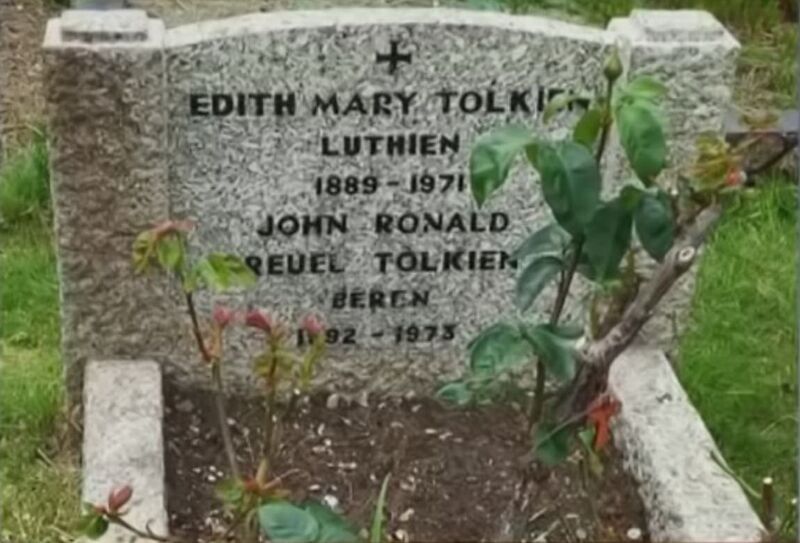 EDITH MARY TOLKIEN
LUTHIEN
1889 - 1971
JOHN RONALD
REUEL TOLKIEN
BEREN
1892 - 1973